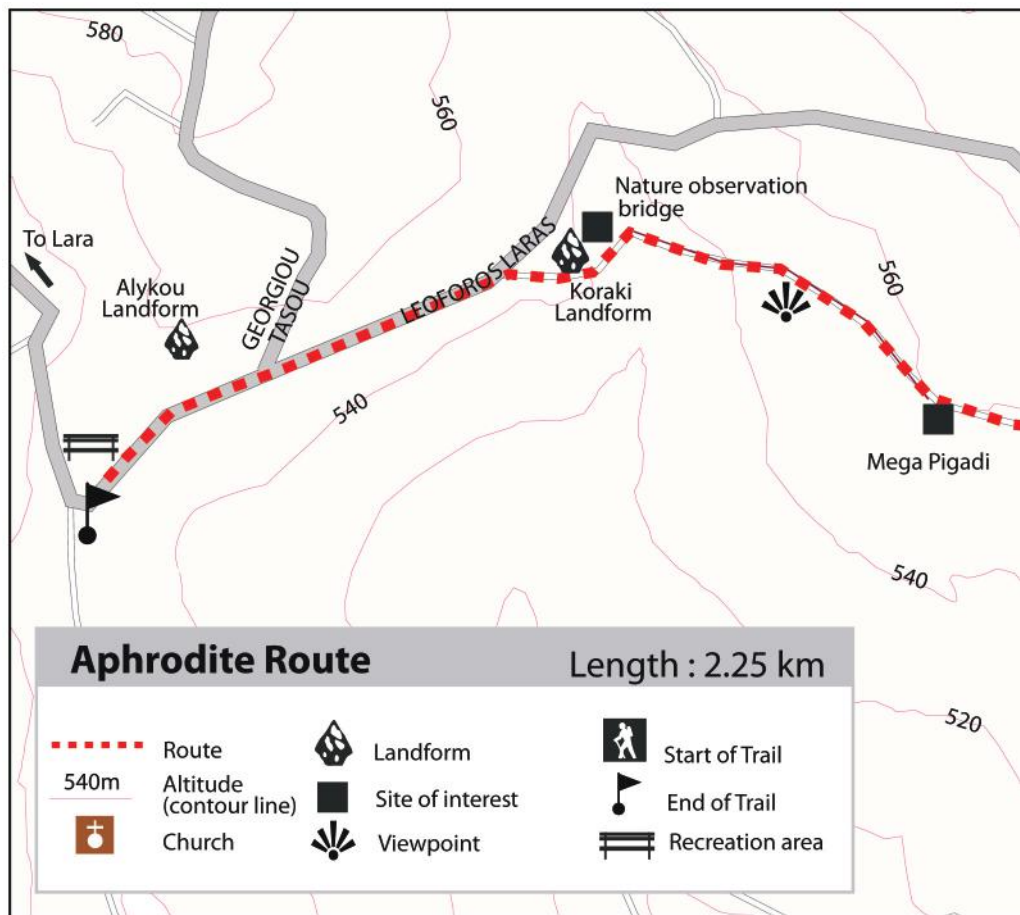 580
560
Nature observation
bridge
To Lara
Alykou
Landform
GEORGIOU
TASOU
LEOFOROS LARAS
Koraki
Landform
560
540
Mega Pigadi
540
520
Aphrodite Route
Length : 2.25 km
Route
540m
Altitude
(contour line)
Church
Landform
Site of interest
Viewpoint
Start of Trail
End of Trail
Recreation area